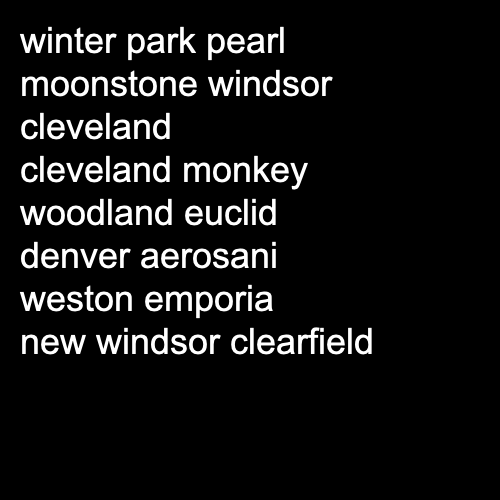 winter park pearl
moonstone windsor
cleveland
cleveland monkey
woodland euclid
denver aerosani
weston emporia
new windsor clearfield